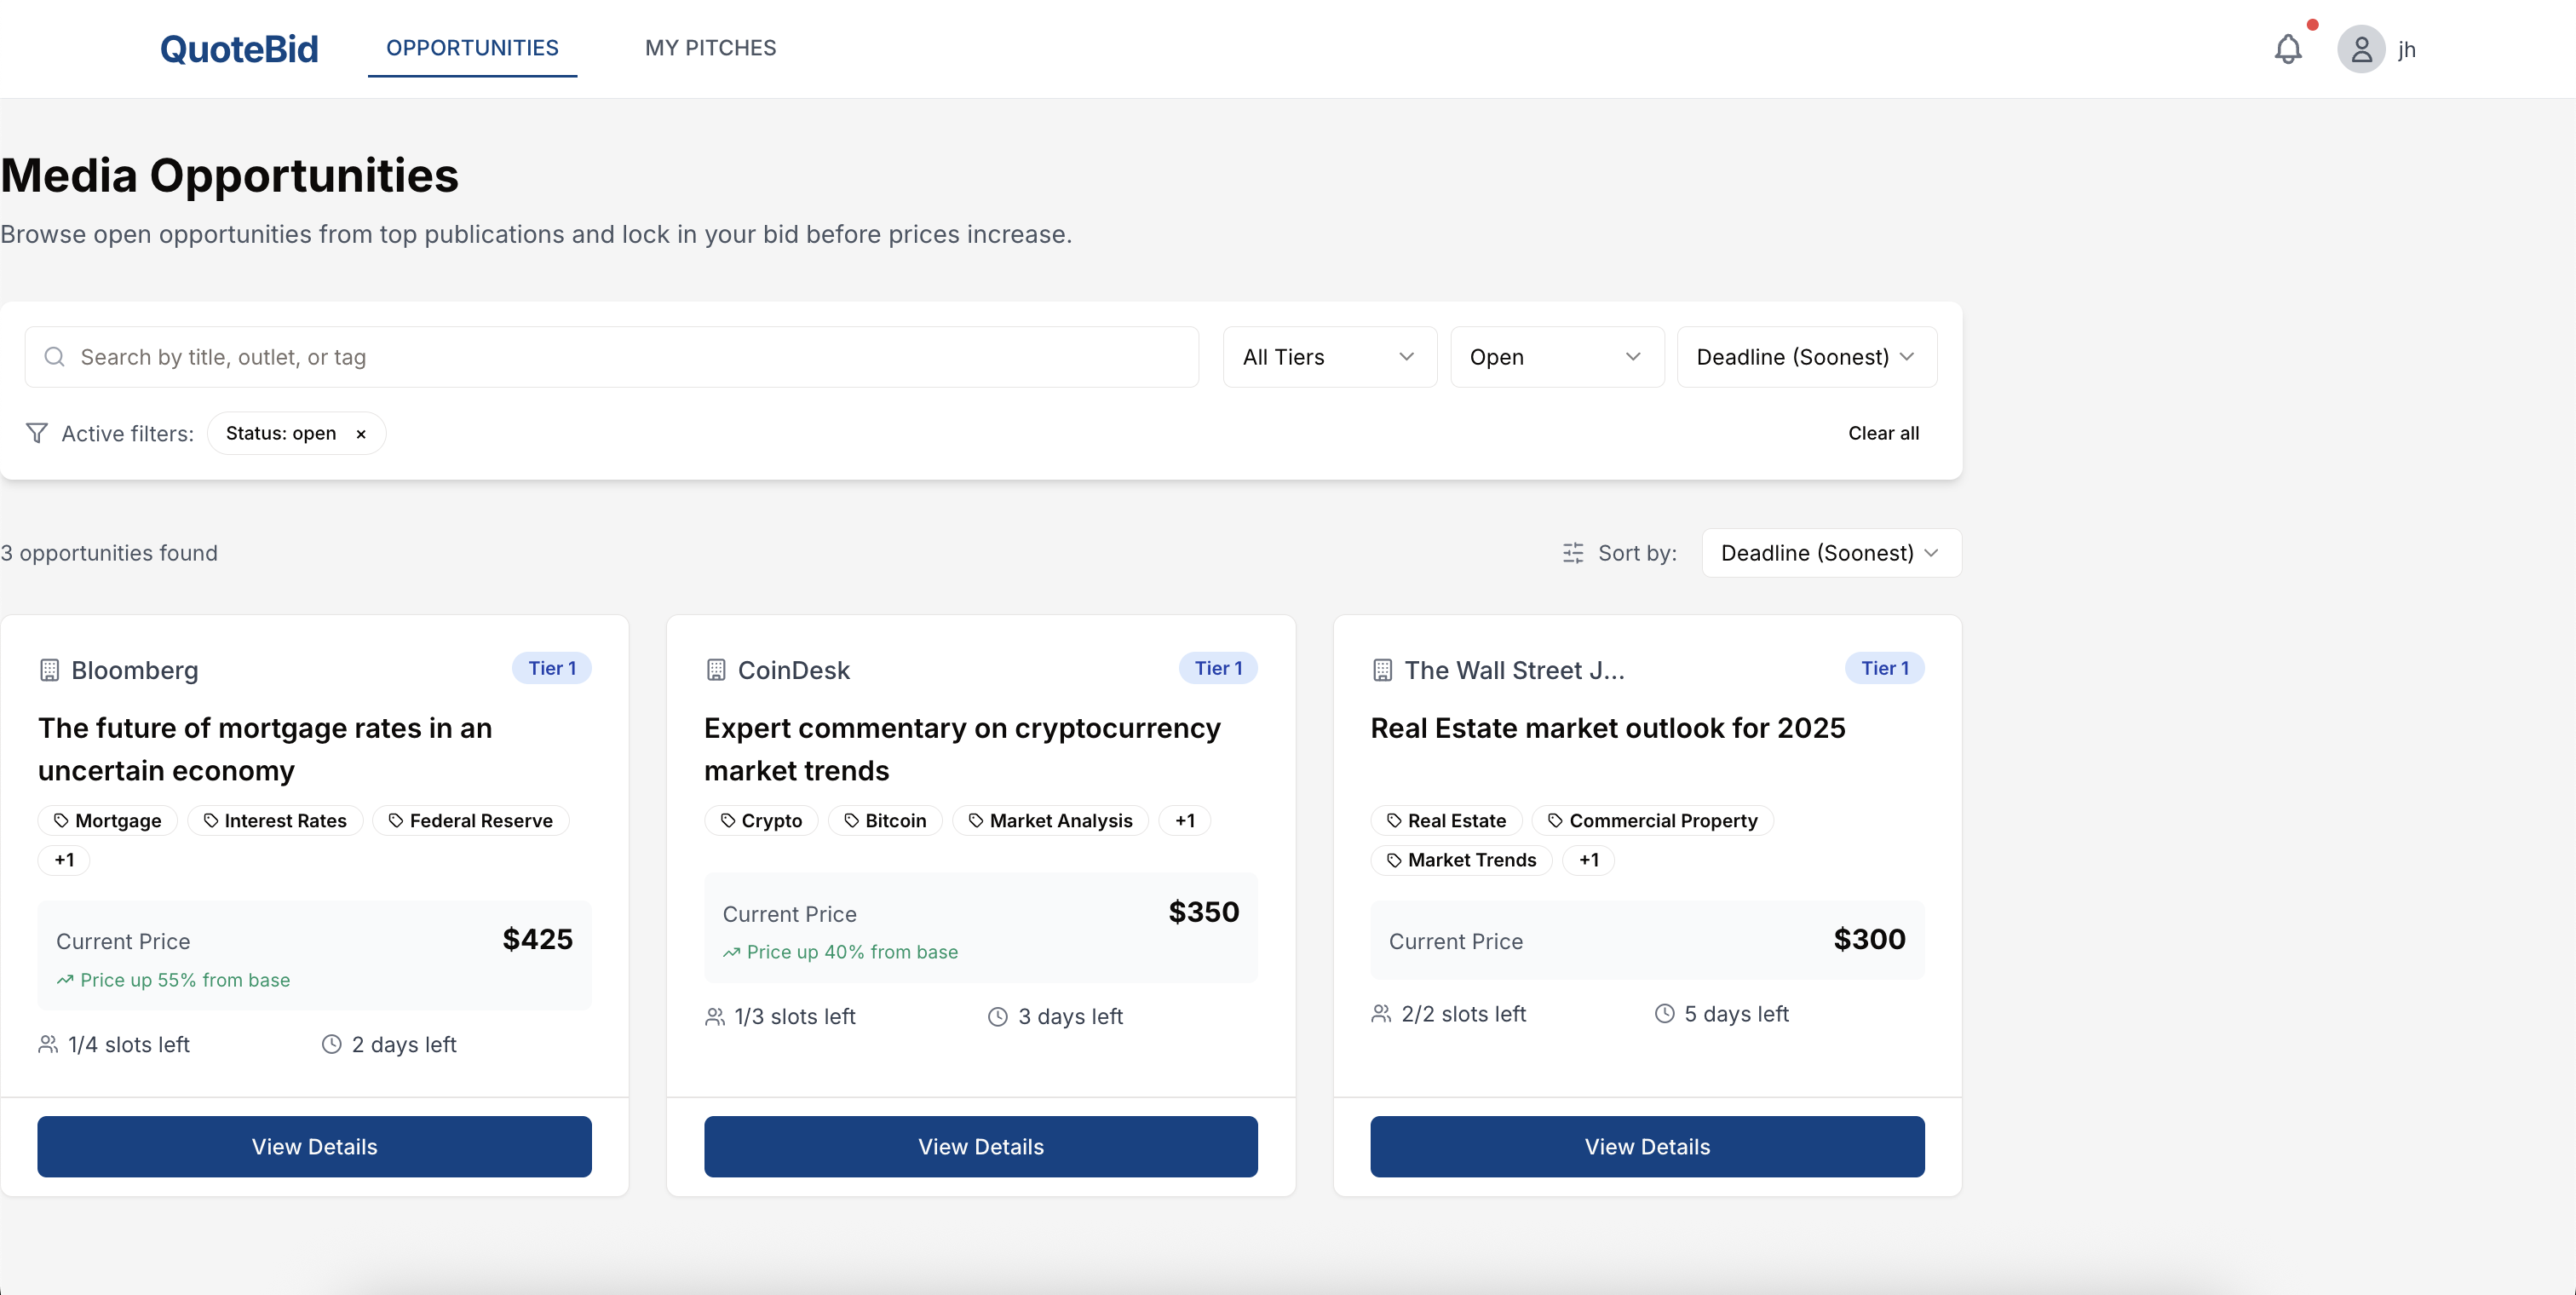 QuoteBid
OPPORTUNITIES
MY PITCHES
jh
Media Opportunities
Browse open opportunities from top publications and lock in your bid before prices increase.
Search by title, outlet, or tag
All Tiers
Open
Deadline (Soonest)
Active filters:
Status: open ×
Clear all
3 opportunities found
Sort by:
Deadline (Soonest)
Bloomberg
Tier 1
The future of mortgage rates in an
uncertain economy
Mortgage
Interest Rates
Federal Reserve
+1
Current Price
$425
Price up 55% from base
1/4 slots left
2 days left
View Details
CoinDesk
Tier 1
Expert commentary on cryptocurrency
market trends
Crypto
Bitcoin
Market Analysis
+1
Current Price
$350
Price up 40% from base
1/3 slots left
3 days left
View Details
The Wall Street J...
Tier 1
Real Estate market outlook for 2025
Real Estate
Commercial Property
Market Trends
+1
Current Price
$300
2/2 slots left
5 days left
View Details